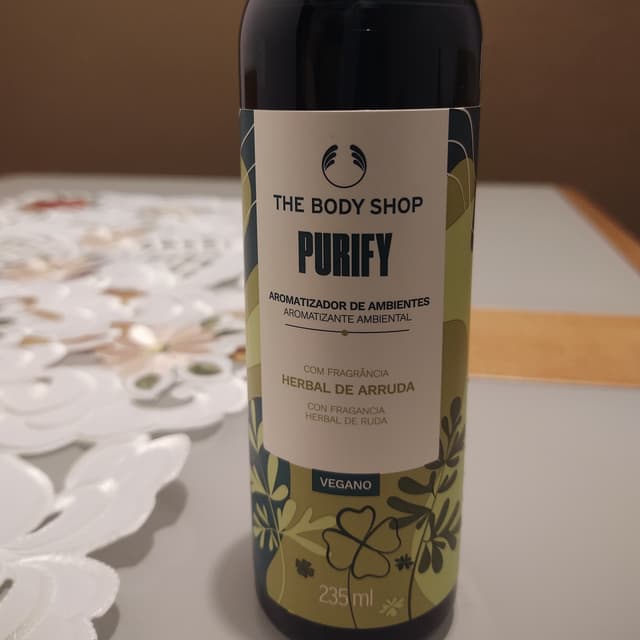 THE BODY SHOP
PURIFY
AROMATIZADOR DE AMBIENTES
AROMATIZANTE AMBIENTAL
COM FRAGRÂNCIA
HERBAL DE ARRUDA
CON FRAGANCIA
HERBAL DE RUDA
VEGANO
235 ml